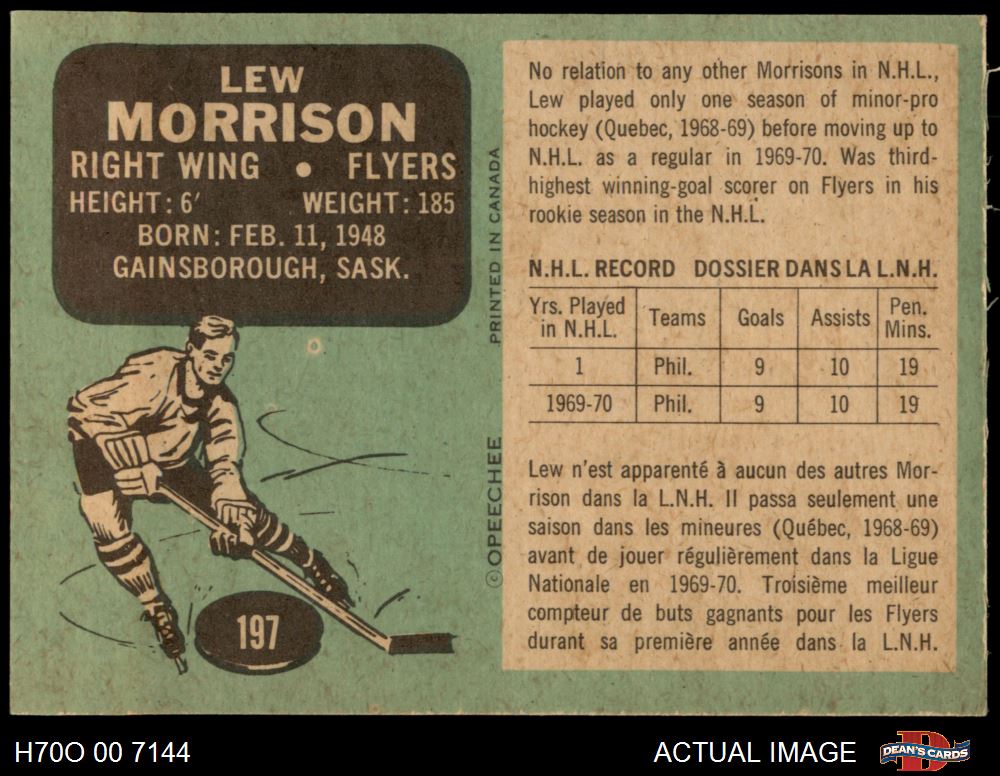 LEW
MORRISON
RIGHT WING • FLYERS
HEIGHT: 6′ WEIGHT: 185
BORN: FEB. 11, 1948
GAINSBOROUGH, SASK.
197
PRINTED IN CANADA
©OPEECHEE
No relation to any other Morrisons in N.H.L.,
Lew played only one season of minor-pro
hockey (Quebec, 1968-69) before moving up to
N.H.L. as a regular in 1969-70. Was third-
highest winning-goal scorer on Flyers in his
rookie season in the N.H.L.
N.H.L. RECORD DOSSIER DANS LA L.N.H.
Yrs. Played in N.H.L. Teams Goals Assists Pen. Mins.
1 Phil. 9 10 19
1969-70 Phil. 9 10 19
Lew n'est apparenté à aucun des autres Mor-
rison dans la L.N.H. Il passa seulement une
saison dans les mineures (Québec, 1968-69)
avant de jouer régulièrement dans la Ligue
Nationale en 1969-70. Troisième meilleur
compteur de buts gagnants pour les Flyers
durant sa première année dans la L.N.H.
H70O 00 7144
ACTUAL IMAGE
DEAN'S CARDS